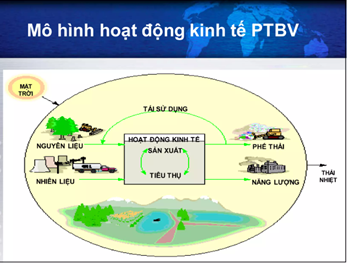 Mô hình hoạt động kinh tế PTBV
MẶT
TRỜI
TÁI SỬ DỤNG
NGUYÊN LIỆU
HOẠT ĐỘNG KINH TẾ
PHẾ THẢI
SẢN XUẤT
TIÊU THỤ
NHIÊN LIỆU
NĂNG LƯỢNG
THẢI
NHIỆT